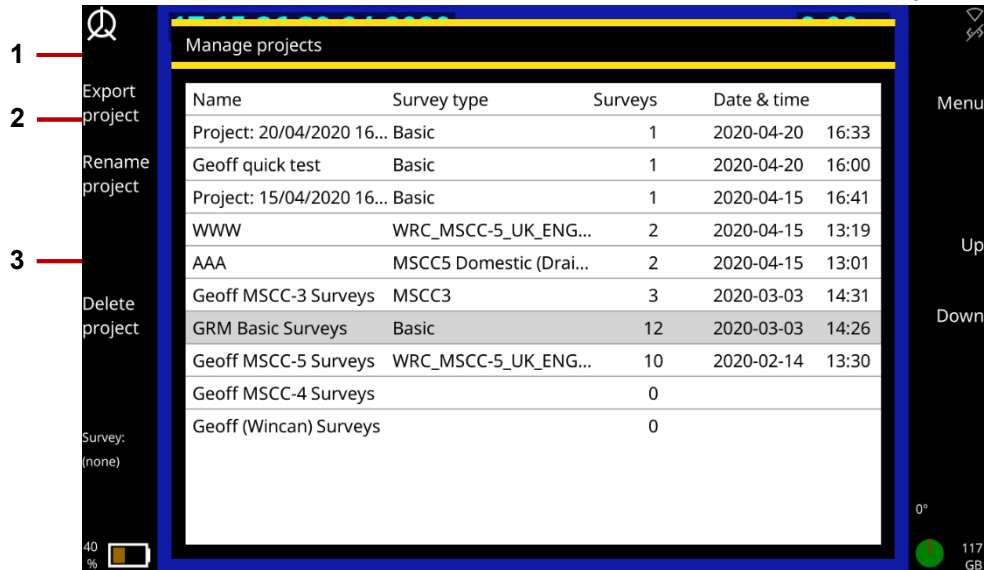 Manage projects
1
Export
project
2
Rename
project
3
Delete
project
Survey:
(none)
40
%
Name Survey type Surveys Date & time
Project: 20/04/2020 16... Basic 1 2020-04-20 16:33
Geoff quick test Basic 1 2020-04-20 16:00
Project: 15/04/2020 16... Basic 1 2020-04-15 16:41
WWW WRC_MSCC-5_UK_ENG... 2 2020-04-15 13:19
AAA MSCC5 Domestic (Drai... 2 2020-04-15 13:01
Geoff MSCC-3 Surveys MSCC3 3 2020-03-03 14:31
GRM Basic Surveys Basic 12 2020-03-03 14:26
Geoff MSCC-5 Surveys WRC_MSCC-5_UK_ENG... 10 2020-02-14 13:30
Geoff MSCC-4 Surveys 0
Geoff (Wincan) Surveys 0
Menu
Up
Down
0°
117
GB